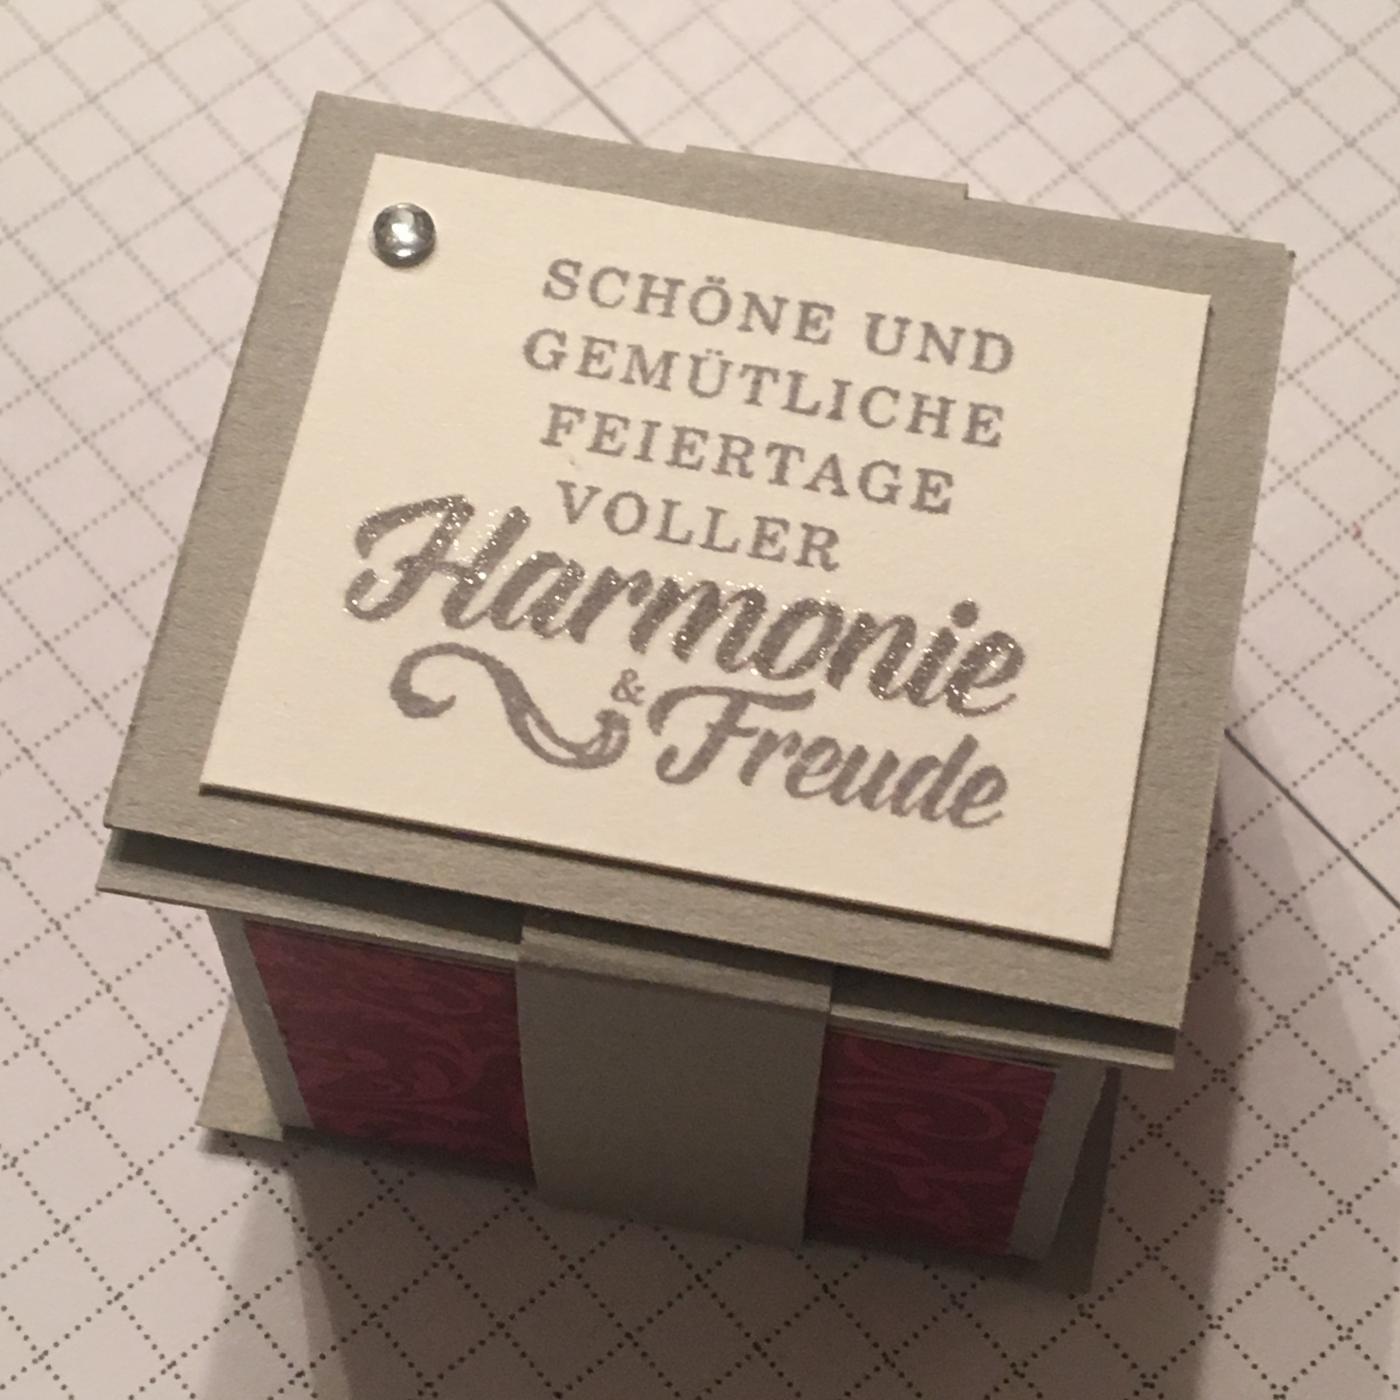 SCHÖNE UND
GEMÜTLICHE
FEIERTAGE
VOLLER
Harmonie
& Freude